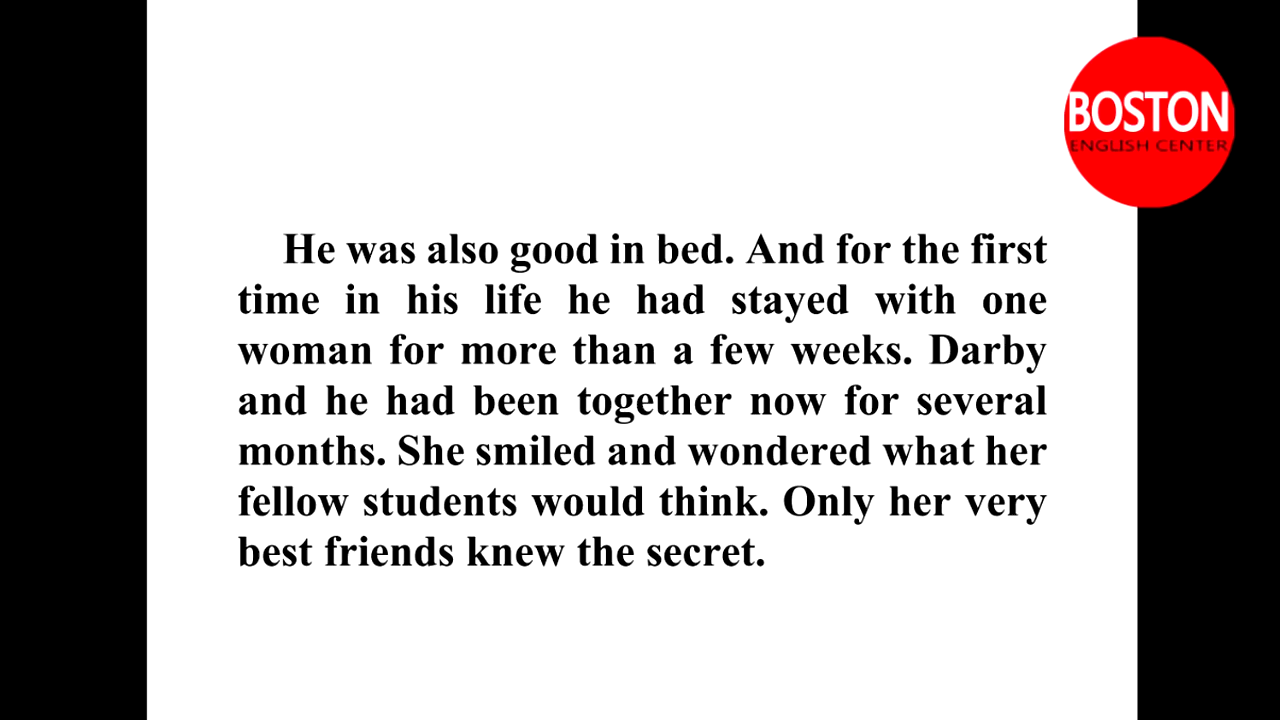 BOSTON
ENGLISH CENTER
He was also good in bed. And for the first
time in his life he had stayed with one
woman for more than a few weeks. Darby
and he had been together now for several
months. She smiled and wondered what her
fellow students would think. Only her very
best friends knew the secret.